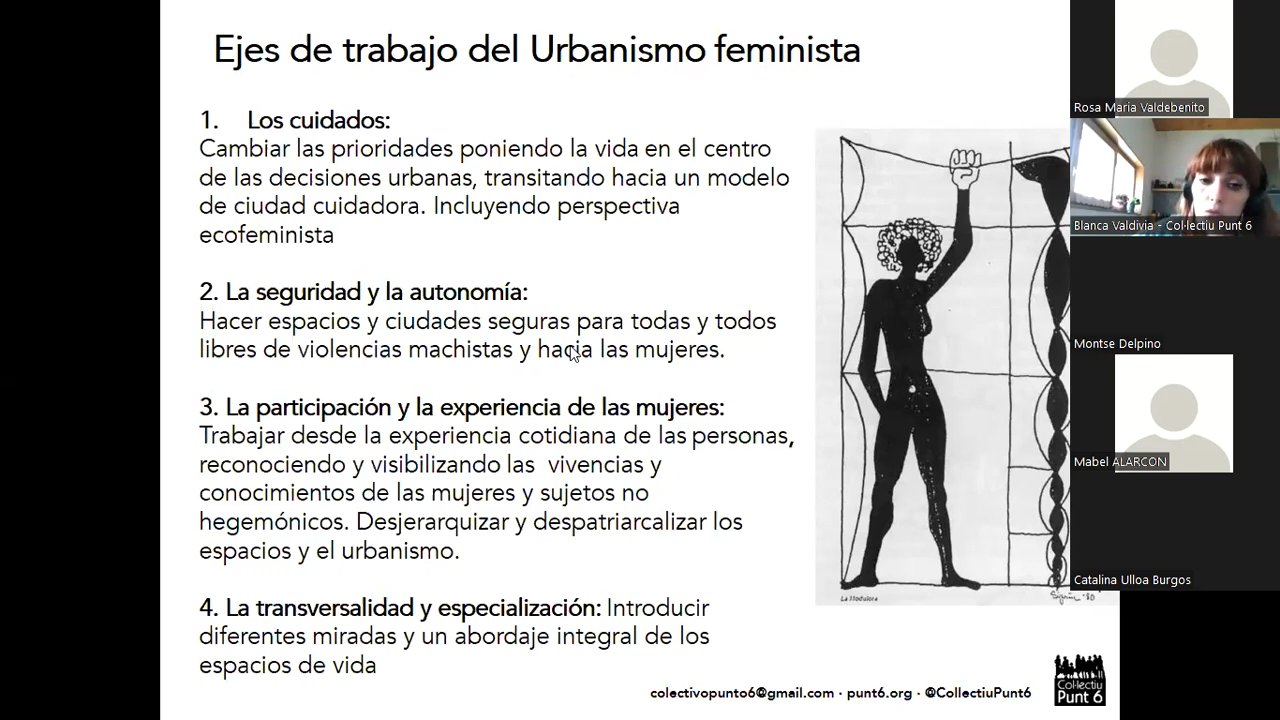 Ejes de trabajo del Urbanismo feminista
1. Los cuidados:
Cambiar las prioridades poniendo la vida en el centro
de las decisiones urbanas, transitando hacia un modelo
de ciudad cuidadora. Incluyendo perspectiva
ecofeminista
2. La seguridad y la autonomía:
Hacer espacios y ciudades seguras para todas y todos
libres de violencias machistas y hacia las mujeres.
3. La participación y la experiencia de las mujeres:
Trabajar desde la experiencia cotidiana de las personas,
reconociendo y visibilizando las vivencias y
conocimientos de las mujeres y sujetos no
hegemónicos. Desjerarquizar y despatriarcalizar los
espacios y el urbanismo.
4. La transversalidad y especialización: Introducir
diferentes miradas y un abordaje integral de los
espacios de vida
La Modulora
colectivopunto6@gmail.com · punt6.org · @CollectiuPunt6
Col·lectiu
Punt 6
Rosa Maria Valdebenito
Blanca Valdivia - Col·lectiu Punt 6
Montse Delpino
Mabel ALARCON
Catalina Ulloa Burgos